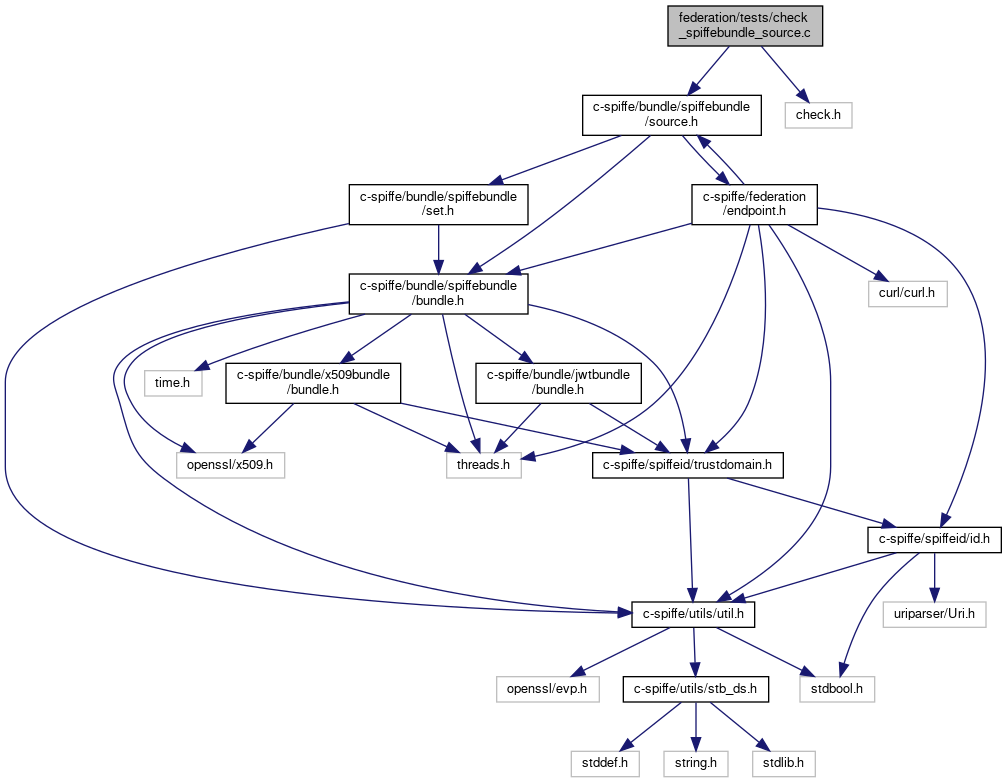 federation/tests/check
_spiffebundle_source.c
c-spiffe/bundle/spiffebundle
/source.h
check.h
c-spiffe/bundle/spiffebundle
/set.h
c-spiffe/federation
/endpoint.h
c-spiffe/bundle/spiffebundle
/bundle.h
curl/curl.h
time.h
c-spiffe/bundle/x509bundle
/bundle.h
c-spiffe/bundle/jwtbundle
/bundle.h
openssl/x509.h
threads.h
c-spiffe/spiffeid/trustdomain.h
c-spiffe/spiffeid/id.h
c-spiffe/utils/util.h
uriparser/Uri.h
openssl/evp.h
c-spiffe/utils/stb_ds.h
stdbool.h
stddef.h
string.h
stdlib.h